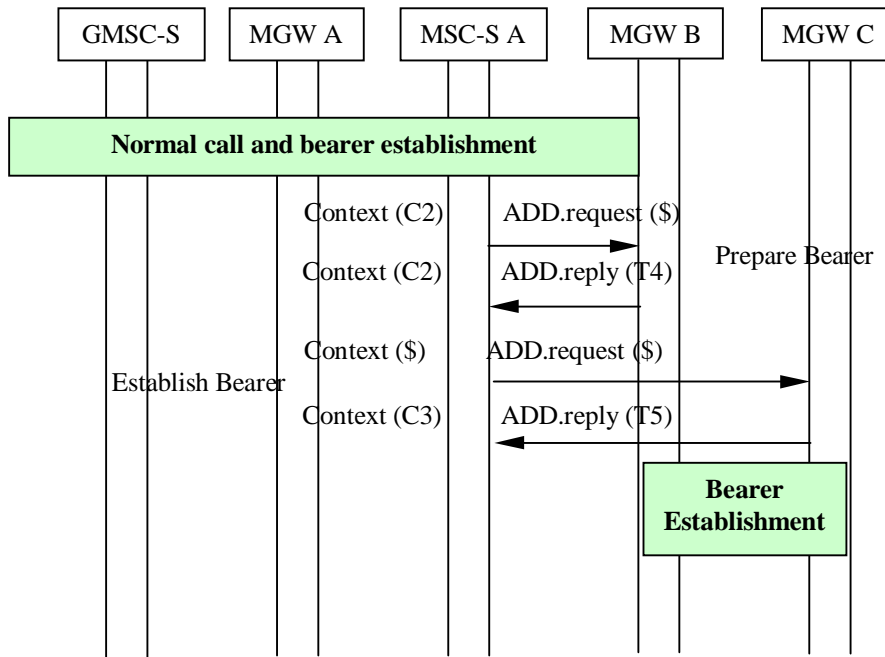 GMSC-S
MGW A
MSC-S A
MGW B
MGW C
Normal call and bearer establishment
Context (C2)
ADD.request ($)
Prepare Bearer
Context (C2)
ADD.reply (T4)
Context ($)
ADD.request ($)
Establish Bearer
Context (C3)
ADD.reply (T5)
Bearer
Establishment